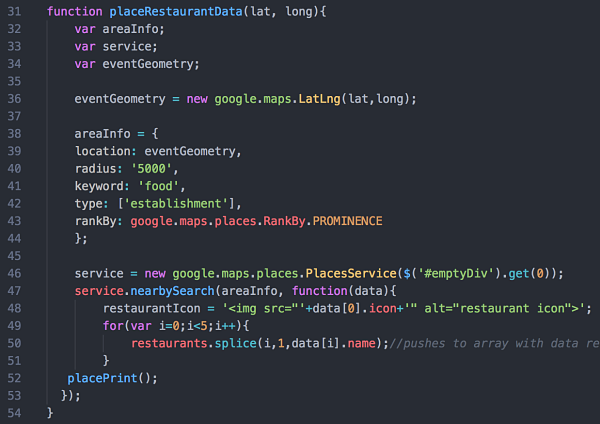 31 function placeRestaurantData(lat, long){
32     var areaInfo;
33     var service;
34     var eventGeometry;
35
36     eventGeometry = new google.maps.LatLng(lat,long);
37
38     areaInfo = {
39     location: eventGeometry,
40     radius: '5000',
41     keyword: 'food',
42     type: ['establishment'],
43     rankBy: google.maps.places.RankBy.PROMINENCE
44     };
45
46     service = new google.maps.places.PlacesService($('#emptyDiv').get(0));
47     service.nearbySearch(areaInfo, function(data){
48         restaurantIcon = '<img src="'+data[0].icon+'" alt="restaurant icon">';
49         for(var i=0;i<5;i++){
50             restaurants.splice(i,1,data[i].name);//pushes to array with data re
51         }
52    placePrint();
53   });
54 }